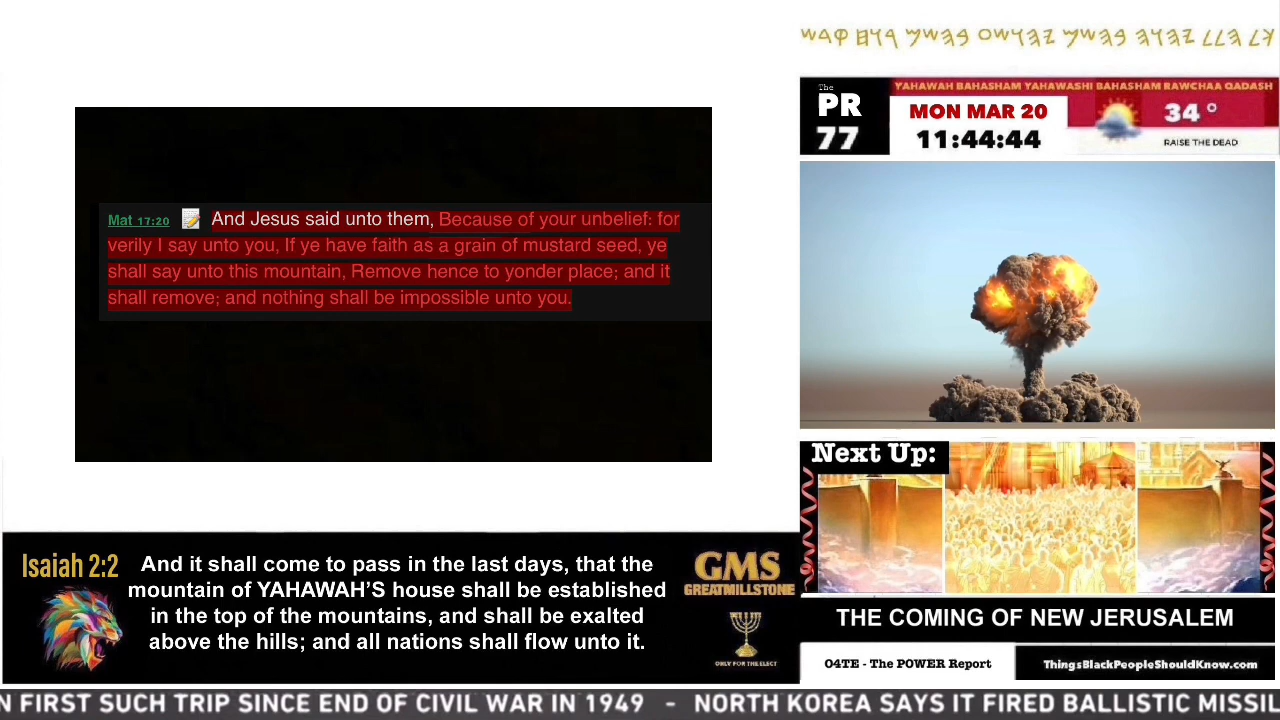 The
PR
77
YAHAWAH BAHASHAM YAHAWASHI BAHASHAM RAWCHAA QADASH
MON MAR 20
11:44:44
34 °
RAISE THE DEAD
Mat 17:20 And Jesus said unto them, Because of your unbelief: for
verily I say unto you, If ye have faith as a grain of mustard seed, ye
shall say unto this mountain, Remove hence to yonder place; and it
shall remove; and nothing shall be impossible unto you.
Next Up:
Isaiah 2:2
And it shall come to pass in the last days, that the
mountain of YAHAWAH'S house shall be established
in the top of the mountains, and shall be exalted
above the hills; and all nations shall flow unto it.
GMS
GREATMILLSTONE
ONLY FOR THE ELECT
THE COMING OF NEW JERUSALEM
O4TE - The POWER Report
ThingsBlackPeopleShouldKnow.com
N FIRST SUCH TRIP SINCE END OF CIVIL WAR IN 1949 - NORTH KOREA SAYS IT FIRED BALLISTIC MISSIL